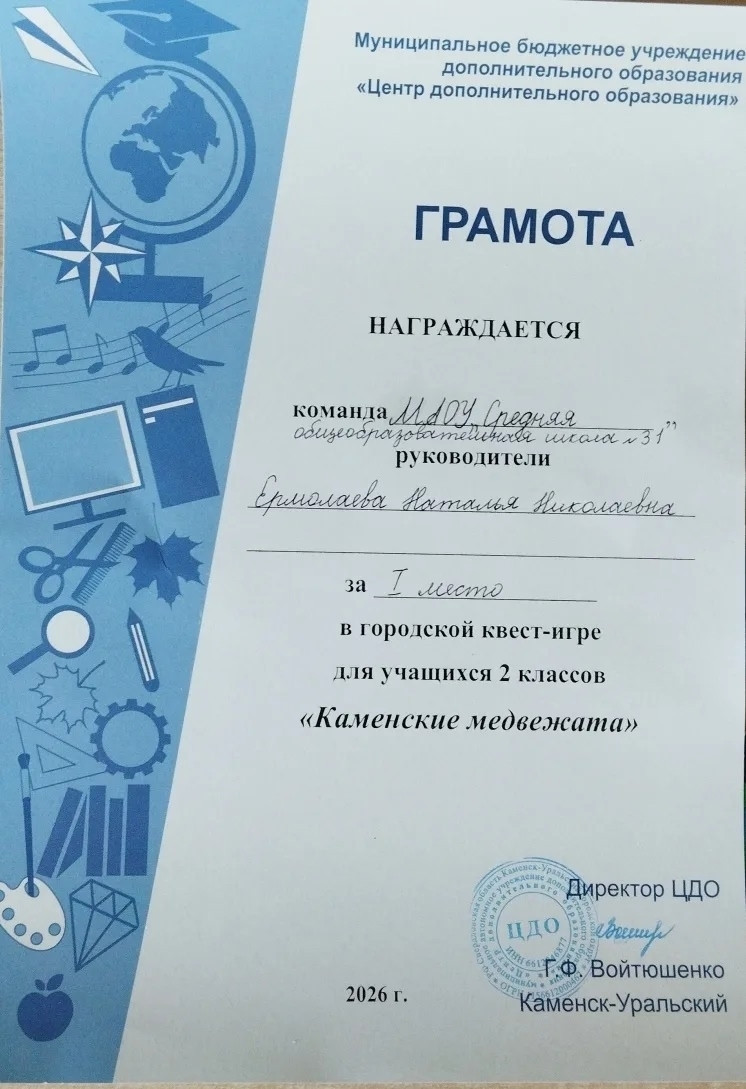 Муниципальное бюджетное учреждение
дополнительного образования
«Центр дополнительного образования»
ГРАМОТА
НАГРАЖДАЕТСЯ
команда МАОУ Средняя
общеобразовательная школа №31"
руководители
Ермолаева Наталья Николаевна
за I место
в городской квест-игре
для учащихся 2 классов
«Каменские медвежата»
Директор ЦДО
ЦДО
Г.Ф. Войтюшенко
2026 г.
Каменск-Уральский